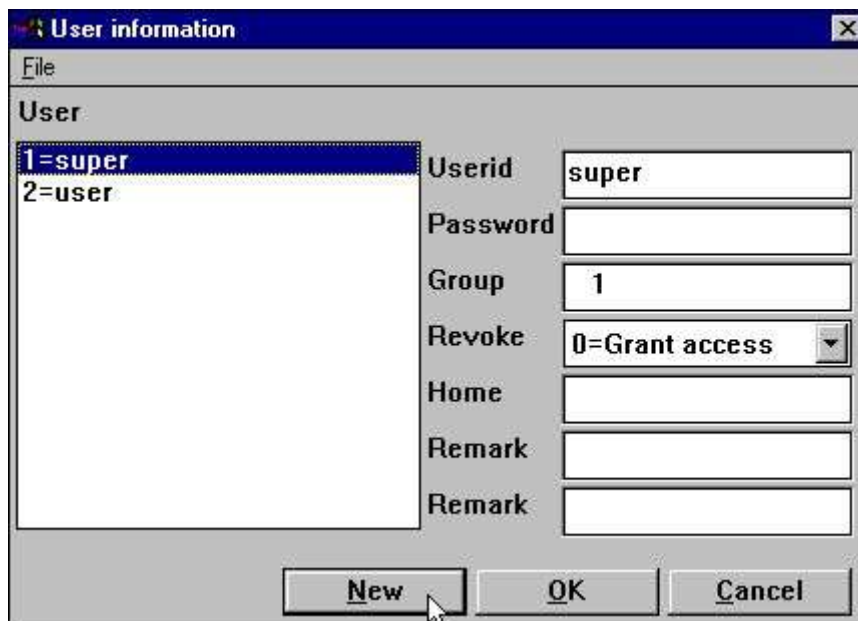 User information
File
User
1=super
2=user
Userid super
Password
Group 1
Revoke 0=Grant access
Home
Remark
Remark
New OK Cancel